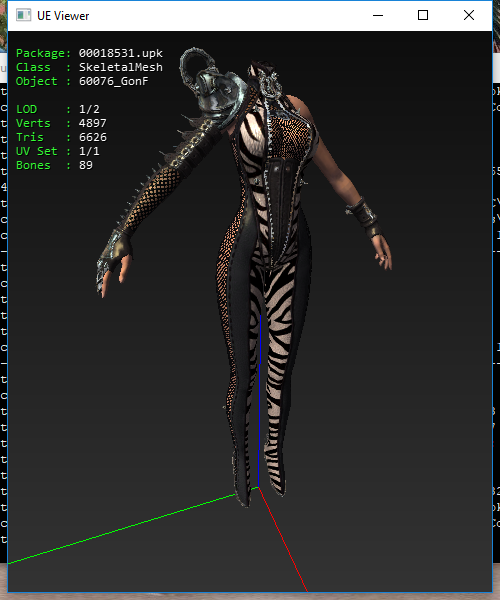 UE Viewer
Package: 00018531.upk
Class : SkeletalMesh
Object : 60076_GonF
LOD : 1/2
Verts : 4897
Tris : 6626
UV Set : 1/1
Bones : 89